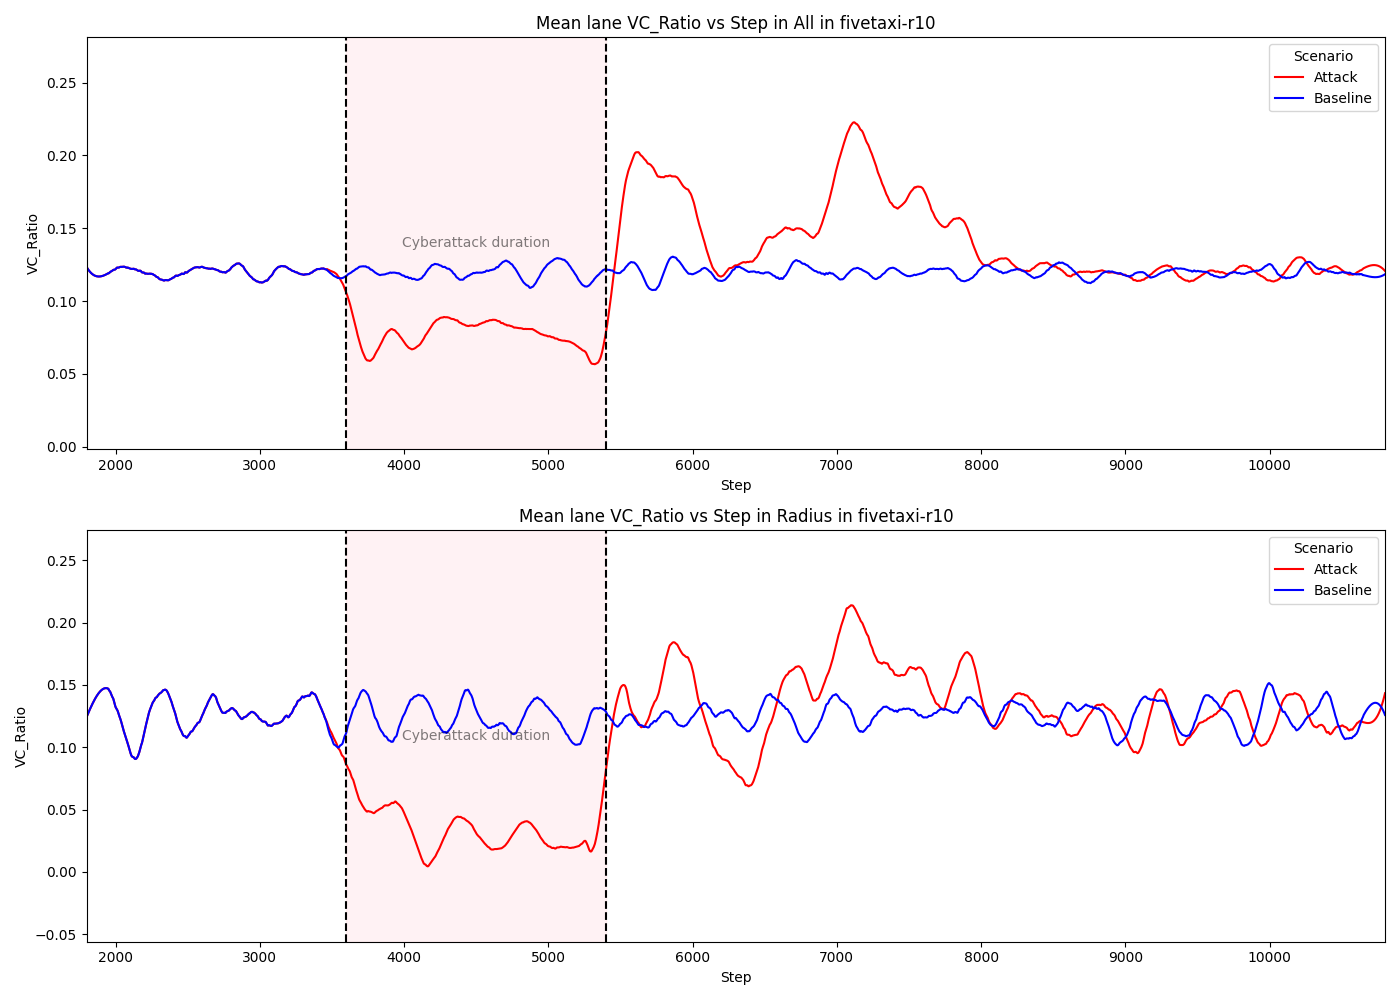 Mean lane VC_Ratio vs Step in All in fivetaxi-r10
Scenario
Attack
Baseline
Cyberattack duration
VC_Ratio
0.25
0.20
0.15
0.10
0.05
0.00
2000 3000 4000 5000 6000 7000 8000 9000 10000
Step
Mean lane VC_Ratio vs Step in Radius in fivetaxi-r10
Scenario
Attack
Baseline
Cyberattack duration
VC_Ratio
0.25
0.20
0.15
0.10
0.05
0.00
−0.05
2000 3000 4000 5000 6000 7000 8000 9000 10000
Step